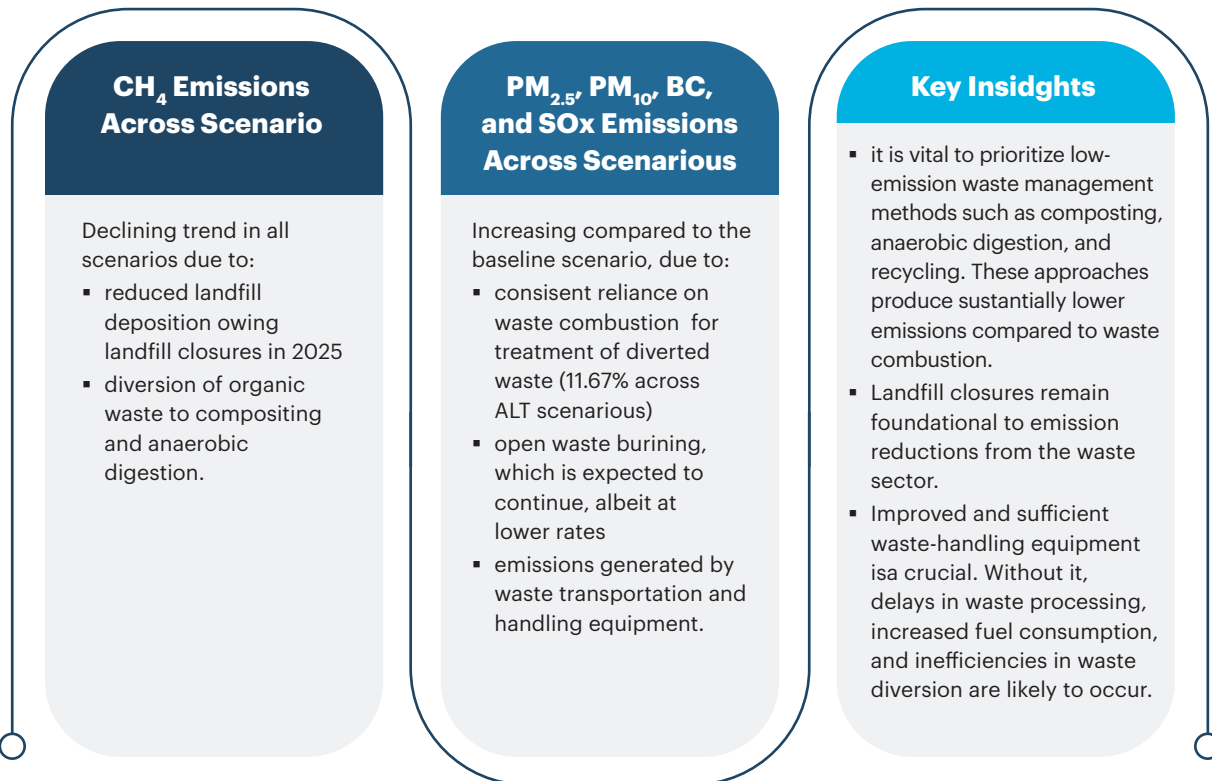 CH₄ Emissions
Across Scenario
Declining trend in all
scenarios due to:
▪ reduced landfill
deposition owing
landfill closures in 2025
▪ diversion of organic
waste to compositing
and anaerobic
digestion.
PM₂.₅, PM₁₀, BC,
and SOx Emissions
Across Scenarious
Increasing compared to the
baseline scenario, due to:
▪ consisent reliance on
waste combustion for
treatment of diverted
waste (11.67% across
ALT scenarious)
▪ open waste burining,
which is expected to
continue, albeit at
lower rates
▪ emissions generated by
waste transportation and
handling equipment.
Key Insidghts
▪ it is vital to prioritize low-
emission waste management
methods such as composting,
anaerobic digestion, and
recycling. These approaches
produce sustantially lower
emissions compared to waste
combustion.
▪ Landfill closures remain
foundational to emission
reductions from the waste
sector.
▪ Improved and sufficient
waste-handling equipment
isa crucial. Without it,
delays in waste processing,
increased fuel consumption,
and inefficiencies in waste
diversion are likely to occur.